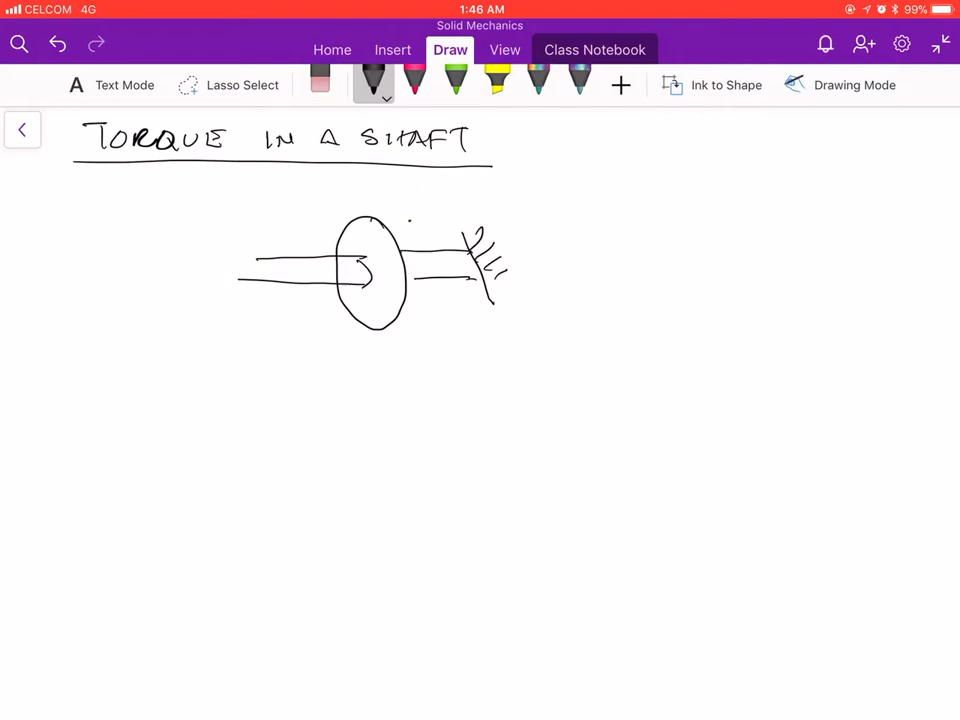 CELCOM 4G 1:46 AM 99%
Solid Mechanics
Home Insert Draw View Class Notebook
A Text Mode Lasso Select Ink to Shape Drawing Mode
TORQUE IN A SHAFT